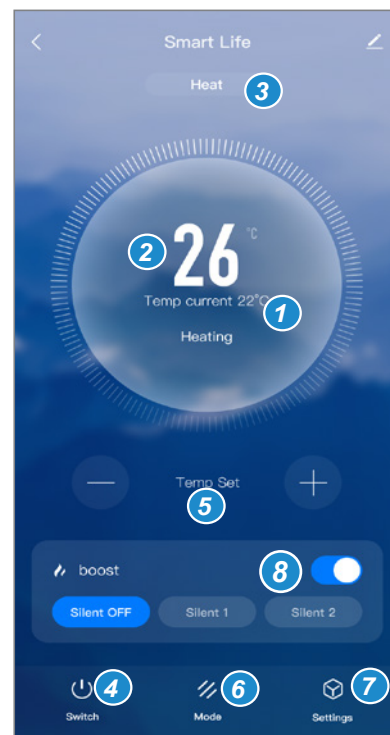 Smart Life
Heat 3
2 26 °C
Temp current 22°C 1
Heating
Temp Set
5
boost 8
Silent OFF Silent 1 Silent 2
4 6 7
Switch Mode Settings